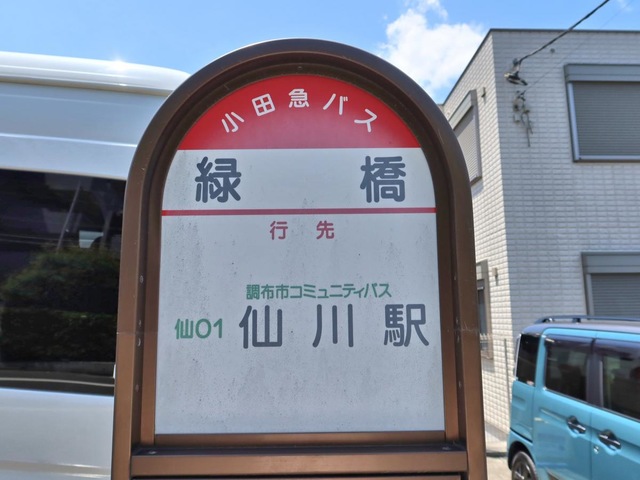 小田急バス
緑橋
行先
調布市コミュニティバス
仙01 仙川駅